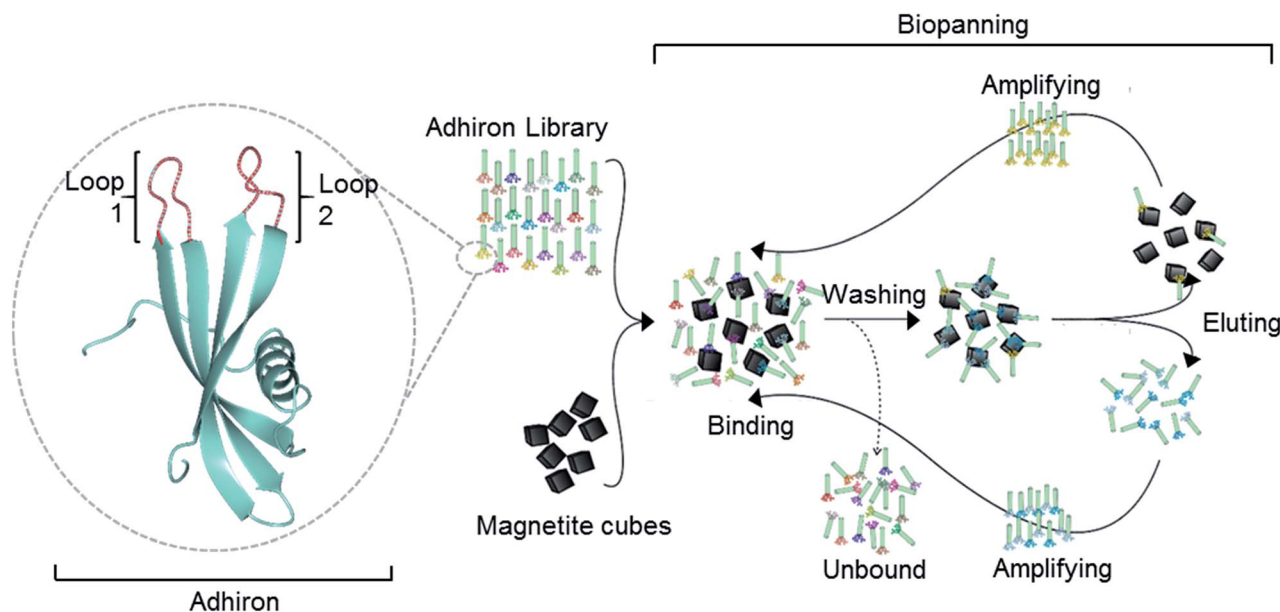 Biopanning
Amplifying
Adhiron Library
Loop
1
Loop
2
Washing
Eluting
Binding
Magnetite cubes
Unbound
Amplifying
Adhiron